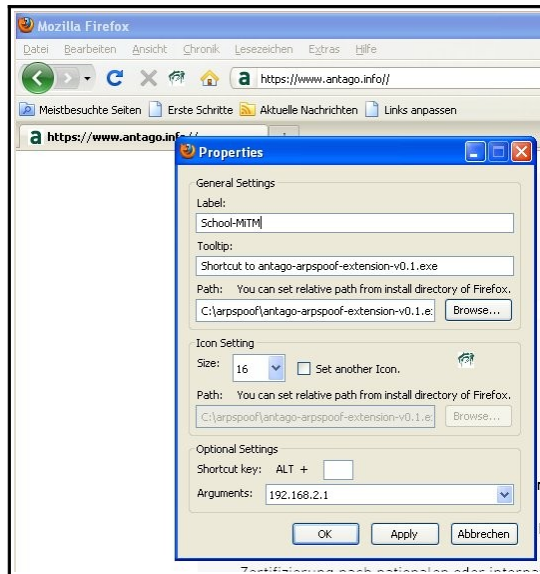 Mozilla Firefox
Datei Bearbeiten Ansicht Chronik Lesezeichen Extras Hilfe
a https://www.antago.info//
Meistbesuchte Seiten Erste Schritte Aktuelle Nachrichten Links anpassen
a https://www.antago.info//
Properties
General Settings
Label:
School-MiTM
Tooltip:
Shortcut to antago-arpspoof-extension-v0.1.exe
Path: You can set relative path from install directory of Firefox.
C:\arpspoof\antago-arpspoof-extension-v0.1.e: Browse...
Icon Setting
Size: 16 Set another Icon.
Path: You can set relative path from install directory of Firefox.
C:\arpspoof\antago-arpspoof-extension-v0.1.e: Browse...
Optional Settings
Shortcut key: ALT +
Arguments: 192.168.2.1
OK Apply Abbrechen
Zertifizierung nach nationalen oder interna